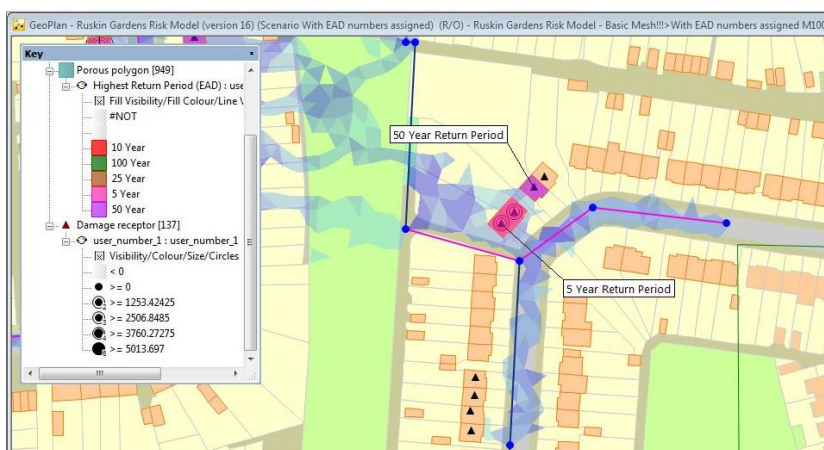 GeoPlan - Ruskin Gardens Risk Model (version 16) (Scenario With EAD numbers assigned) (R/O) - Ruskin Gardens Risk Model - Basic Mesh!!!>With EAD numbers assigned M100
Key
Porous polygon [949]
Highest Return Period (EAD) : use
Fill Visibility/Fill Colour/Line V
#NOT
10 Year
100 Year
25 Year
5 Year
50 Year
Damage receptor [137]
user_number_1 : user_number_1
Visibility/Colour/Size/Circles
< 0
>= 0
>= 1253.42425
>= 2506.8485
>= 3760.27275
>= 5013.697
50 Year Return Period
5 Year Return Period